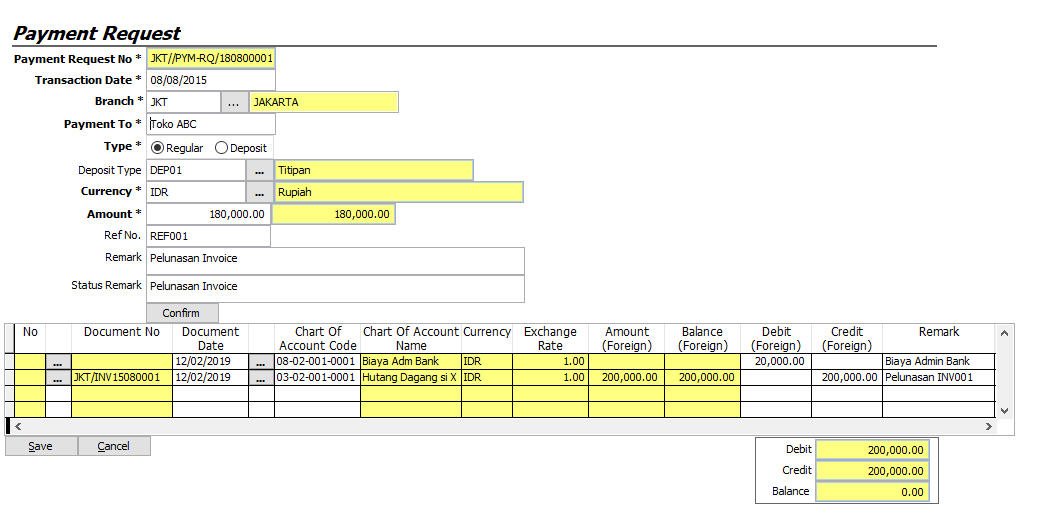 Payment Request
Payment Request No * JKT//PYM-RQ/180800001
Transaction Date * 08/08/2015
Branch * JKT ... JAKARTA
Payment To * Toko ABC
Type * Regular Deposit
Deposit Type DEP01 ... Titipan
Currency * IDR ... Rupiah
Amount * 180,000.00 180,000.00
Ref No. REF001
Remark Pelunasan Invoice
Status Remark Pelunasan Invoice
Confirm
No Document No Document Chart Of Chart Of Account Currency Exchange Amount Balance Debit Credit Remark
Date Account Code Name Rate (Foreign) (Foreign) (Foreign) (Foreign)
... 12/02/2019 ... 08-02-001-0001 Biaya Adm Bank IDR 1.00 20,000.00 Biaya Admin Bank
... JKT/INV15080001 12/02/2019 ... 03-02-001-0001 Hutang Dagang si X IDR 1.00 200,000.00 200,000.00 200,000.00 Pelunasan INV001
Save Cancel
Debit 200,000.00
Credit 200,000.00
Balance 0.00